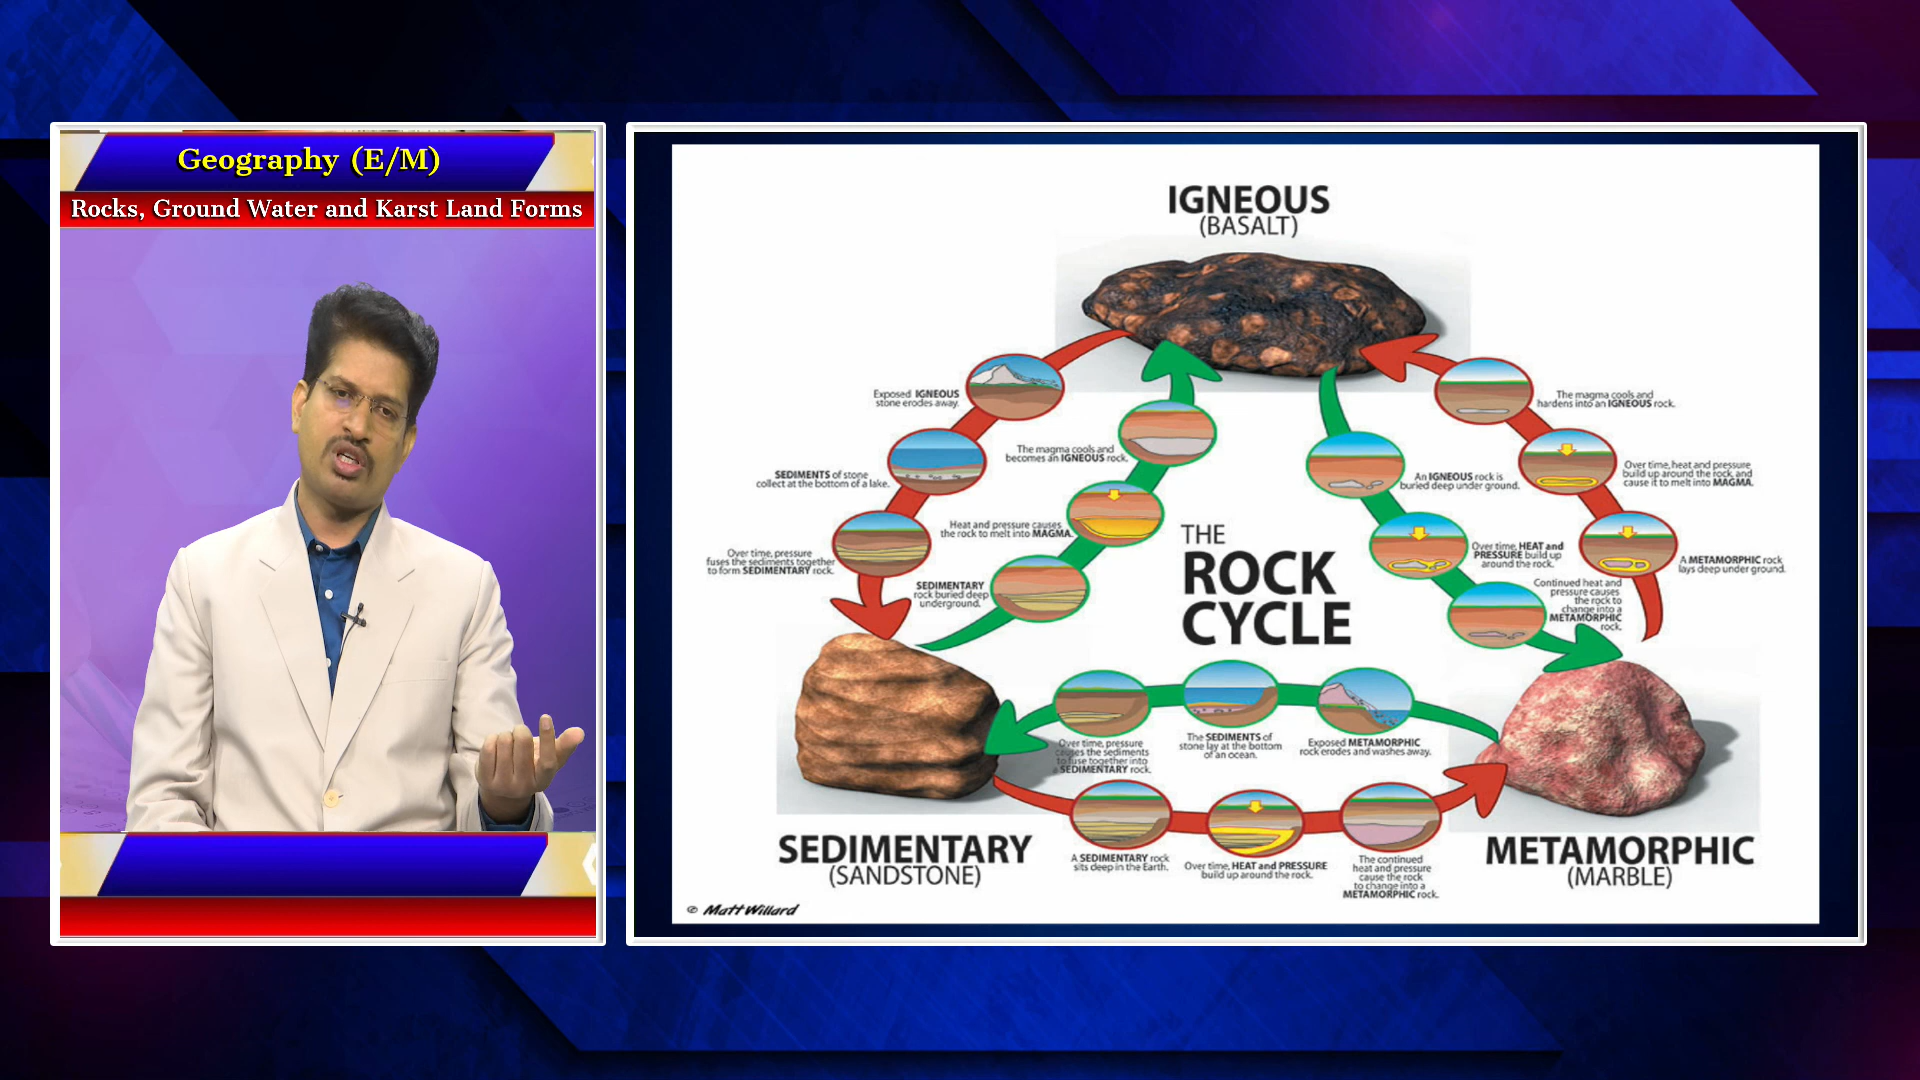 Geography (E/M)
Rocks, Ground Water and Karst Land Forms
IGNEOUS
(BASALT)
Exposed IGNEOUS
stone erodes away.
SEDIMENTS of stone
collect at the bottom of a lake.
Over time, pressure
fuses the sediments together
to form SEDIMENTARY rock.
The magma cools and
becomes an IGNEOUS rock.
Heat and pressure causes
the rock to melt into MAGMA.
SEDIMENTARY
rock buried deep
underground.
THE
ROCK
CYCLE
An IGNEOUS rock is
buried deep under ground.
Over time, HEAT and
PRESSURE build up
around the rock.
Continued heat and
pressure causes
the rock to
change into a
METAMORPHIC
rock.
The magma cools and
hardens into an IGNEOUS rock.
Over time, heat and pressure
build up around the rock, and
cause it to melt into MAGMA.
A METAMORPHIC rock
lays deep under ground.
Over time, pressure
causes the sediments
to fuse together into
a SEDIMENTARY rock.
The SEDIMENTS of
stone lay at the bottom
of an ocean.
Exposed METAMORPHIC
rock erodes and washes away.
A SEDIMENTARY rock
sits deep in the Earth.
Over time, HEAT and PRESSURE
build up around the rock.
The continued
heat and pressure
cause the rock
to change into a
METAMORPHIC rock.
SEDIMENTARY
(SANDSTONE)
METAMORPHIC
(MARBLE)
© Matt Willard